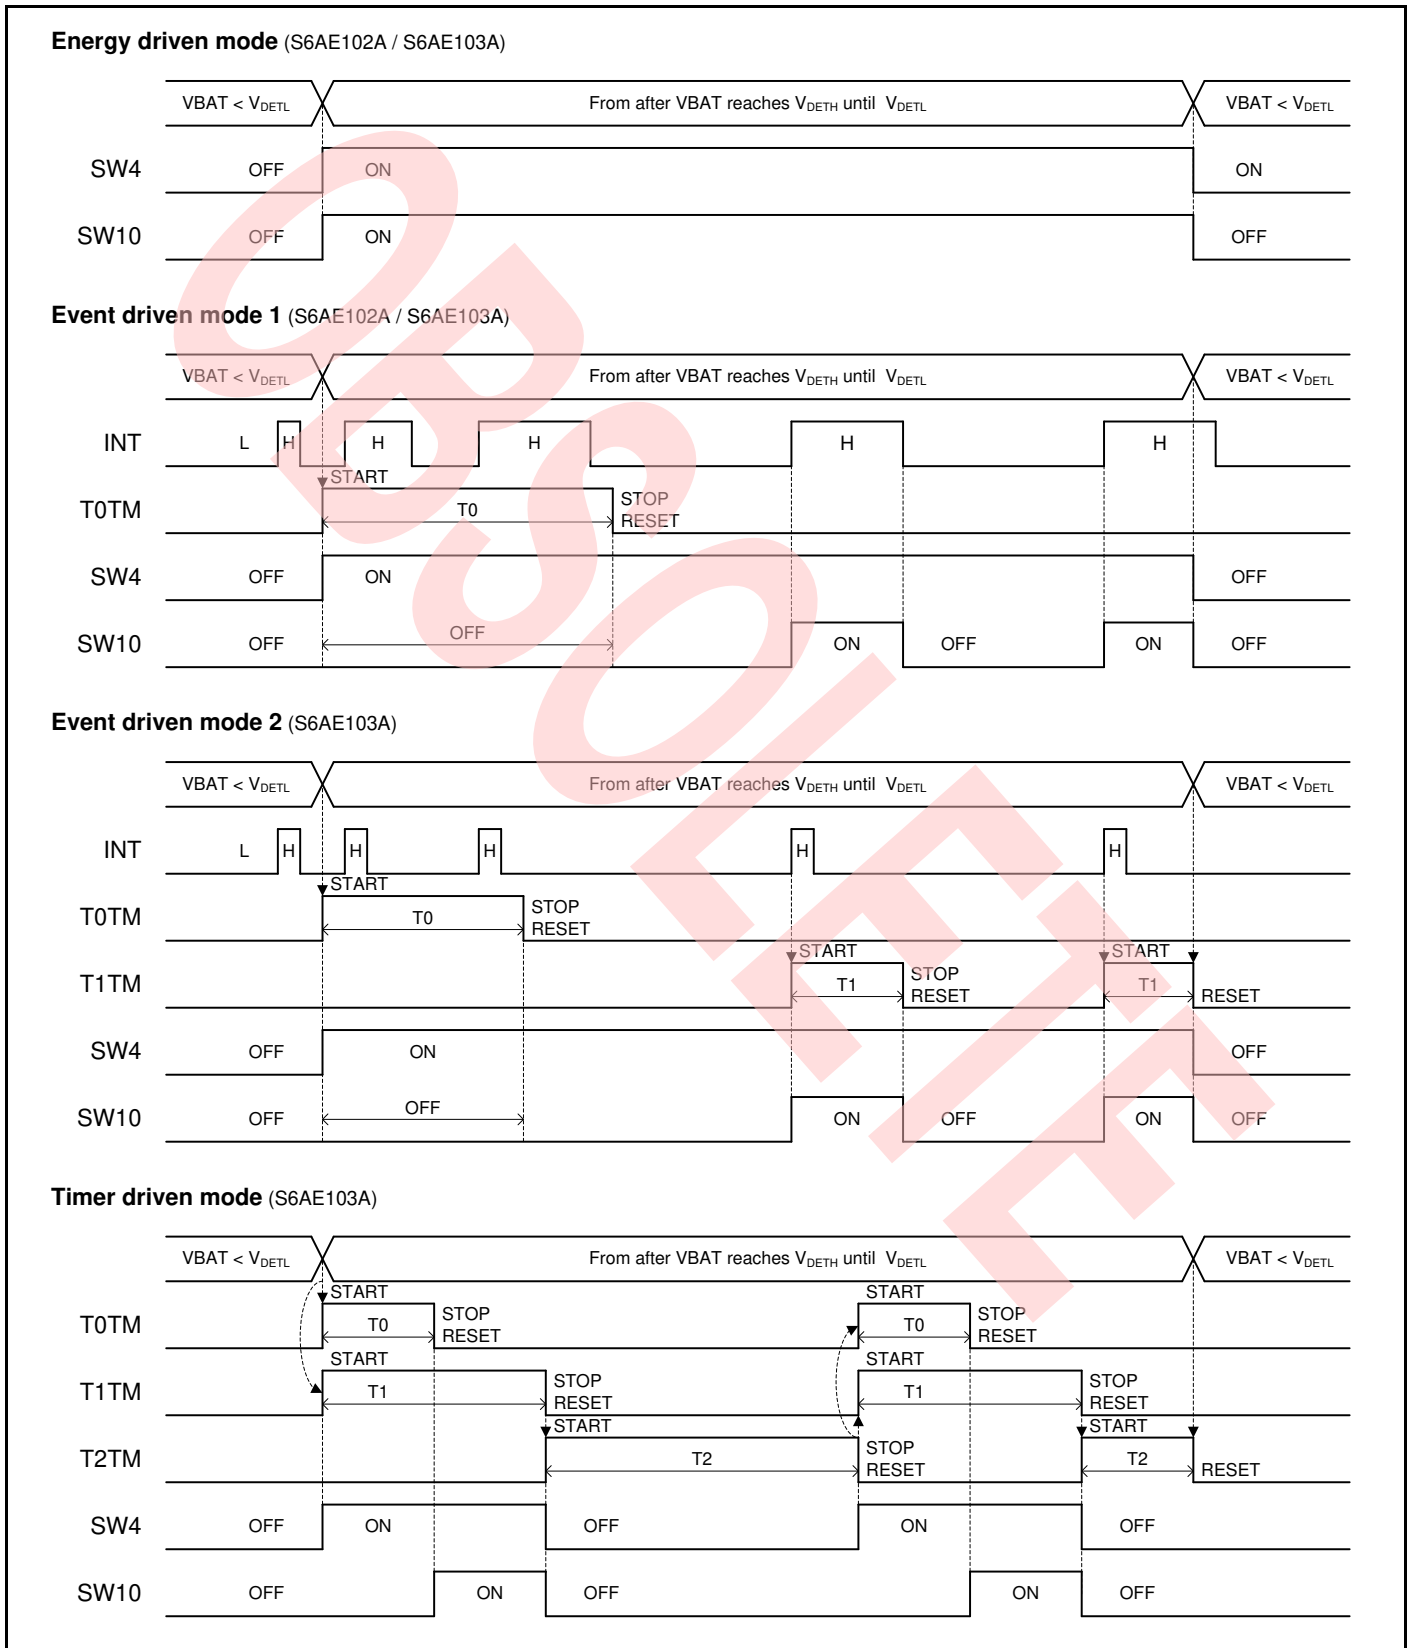 Energy driven mode (S6AE102A / S6AE103A)
VBAT < VDETL From after VBAT reaches VDETH until VDETL VBAT < VDETL
SW4 OFF ON ON
SW10 OFF ON OFF
Event driven mode 1 (S6AE102A / S6AE103A)
VBAT < VDETL From after VBAT reaches VDETH until VDETL VBAT < VDETL
INT L H H H H H
START
T0TM T0 STOP
RESET
SW4 OFF ON OFF
SW10 OFF OFF ON OFF ON OFF
Event driven mode 2 (S6AE103A)
VBAT < VDETL From after VBAT reaches VDETH until VDETL VBAT < VDETL
INT L H H H H H
START
T0TM T0 STOP
RESET
START START
T1TM T1 STOP T1
RESET RESET
SW4 OFF ON OFF
SW10 OFF OFF ON OFF ON OFF
Timer driven mode (S6AE103A)
VBAT < VDETL From after VBAT reaches VDETH until VDETL VBAT < VDETL
START START
T0TM T0 STOP T0 STOP
RESET RESET
START START
T1TM T1 STOP T1 STOP
RESET RESET
START START
T2TM T2 STOP T2
RESET RESET
SW4 OFF ON OFF ON OFF
SW10 OFF ON OFF ON OFF
OBSOLETE